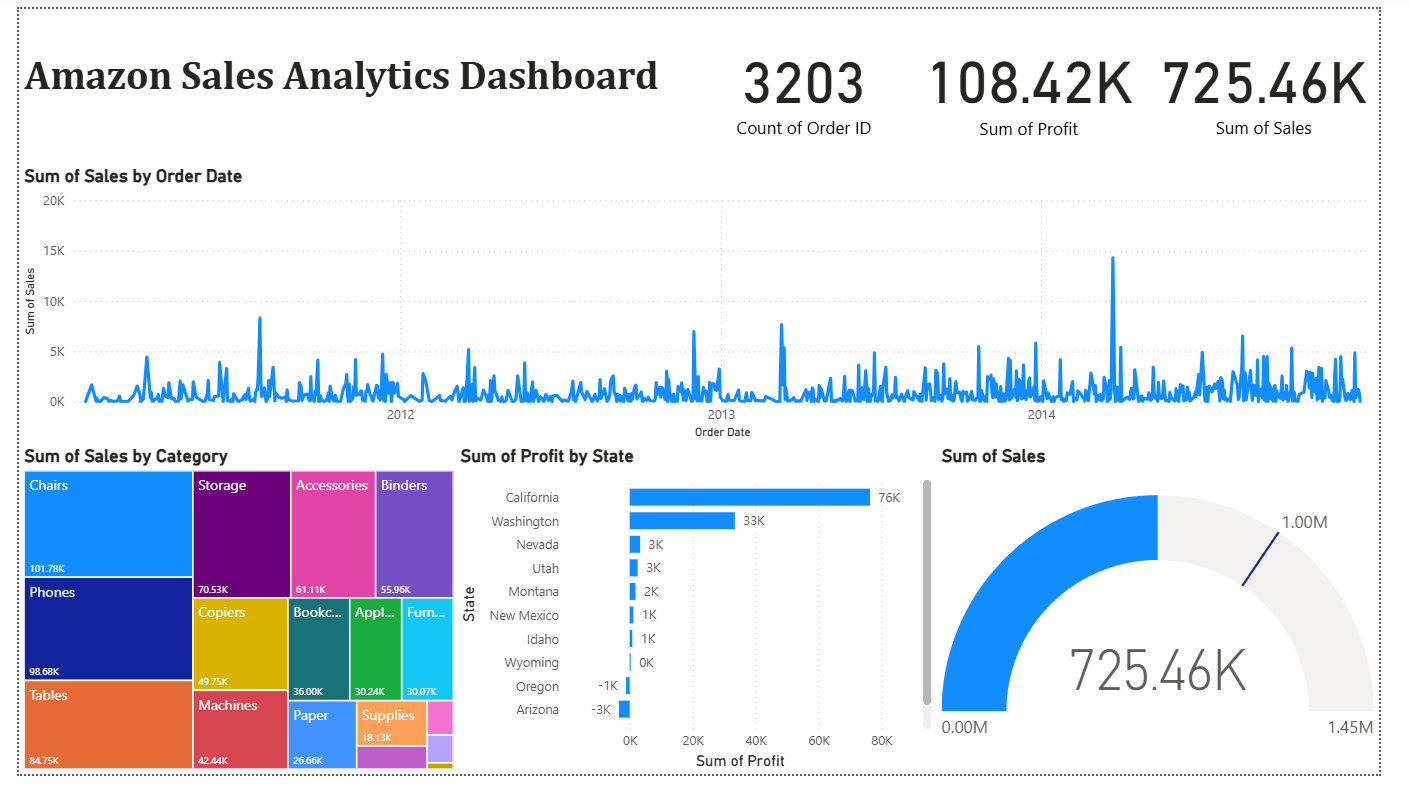 Amazon Sales Analytics Dashboard
3203
Count of Order ID
108.42K
Sum of Profit
725.46K
Sum of Sales
Sum of Sales by Order Date
20K
15K
10K
5K
0K
Sum of Sales
2012
2013
2014
Order Date
Sum of Sales by Category
Chairs
101.78K
Phones
98.68K
Tables
84.75K
Storage
70.53K
Accessories
61.11K
Binders
55.96K
Copiers
49.75K
Machines
42.44K
Bookc...
36.00K
Appl...
30.24K
Furn...
30.07K
Paper
26.66K
Supplies
18.13K
Sum of Profit by State
State
California 76K
Washington 33K
Nevada 3K
Utah 3K
Montana 2K
New Mexico 1K
Idaho 1K
Wyoming 0K
Oregon -1K
Arizona -3K
0K 20K 40K 60K 80K
Sum of Profit
Sum of Sales
1.00M
725.46K
0.00M
1.45M